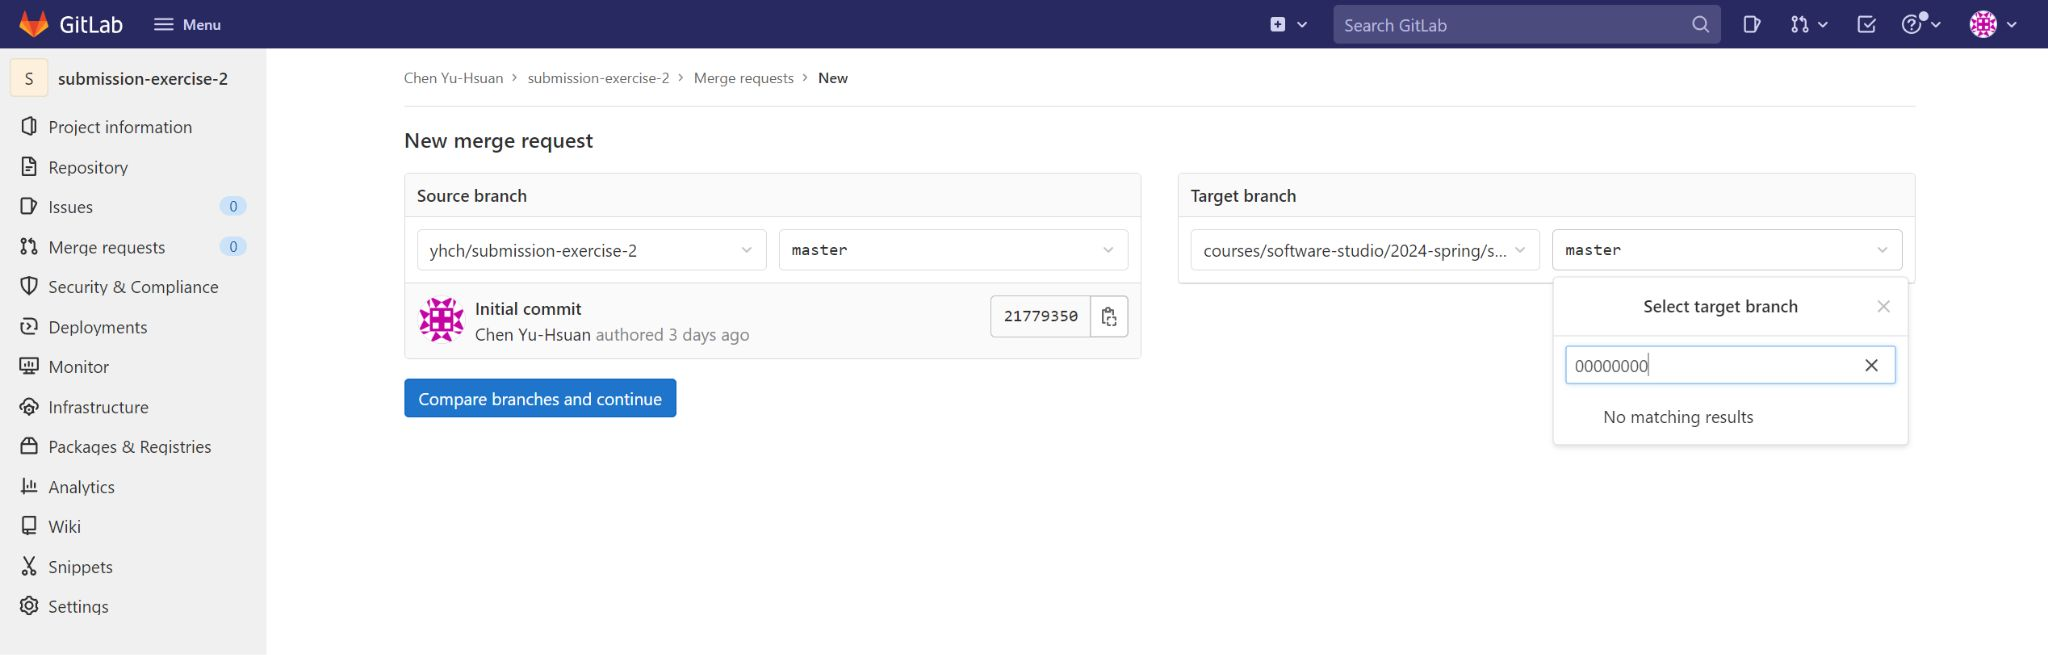 GitLab
Menu
Search GitLab
S
submission-exercise-2
Project information
Repository
Issues
0
Merge requests
0
Security & Compliance
Deployments
Monitor
Infrastructure
Packages & Registries
Analytics
Wiki
Snippets
Settings
Chen Yu-Hsuan > submission-exercise-2 > Merge requests > New
New merge request
Source branch
yhch/submission-exercise-2
master
Initial commit
Chen Yu-Hsuan authored 3 days ago
21779350
Compare branches and continue
Target branch
courses/software-studio/2024-spring/s...
master
Select target branch
00000000
No matching results